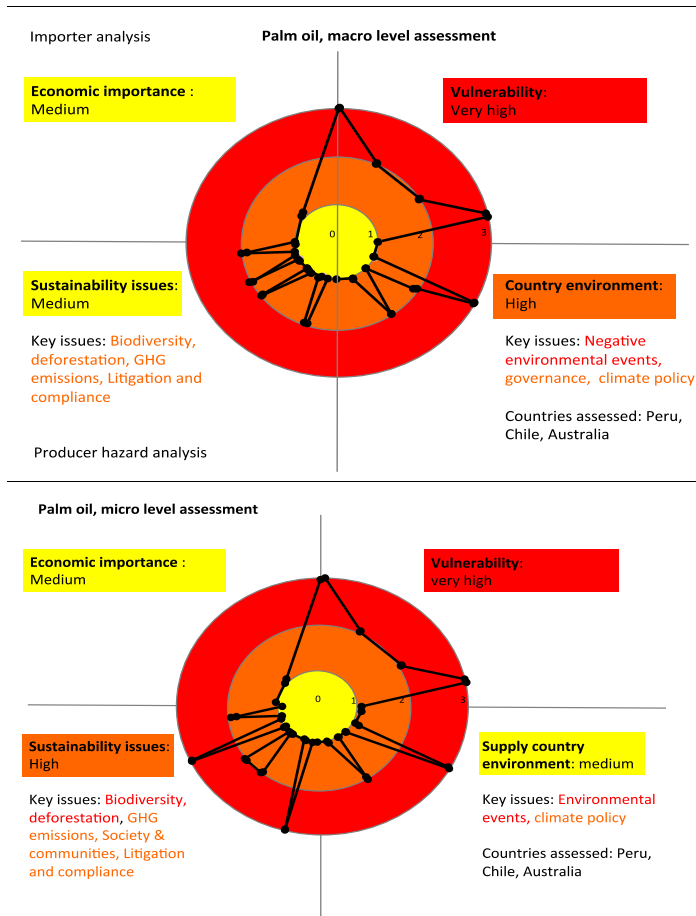 Importer analysis
Palm oil, macro level assessment
Economic importance :
Medium
Vulnerability:
Very high
0 1 2 3
Sustainability issues:
Medium
Country environment:
High
Key issues: Biodiversity,
deforestation, GHG
emissions, Litigation and
compliance
Key issues: Negative
environmental events,
governance, climate policy
Countries assessed: Peru,
Chile, Australia
Producer hazard analysis
Palm oil, micro level assessment
Economic importance :
Medium
Vulnerability:
very high
0 1 2 3
Sustainability issues:
High
Supply country
environment: medium
Key issues: Biodiversity,
deforestation, GHG
emissions, Society &
communities, Litigation
and compliance
Key issues: Environmental
events, climate policy
Countries assessed: Peru,
Chile, Australia